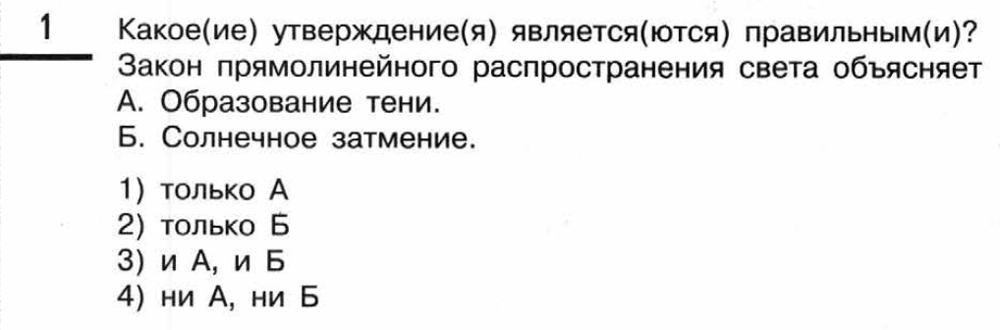 1 Какое(ие) утверждение(я) является(ются) правильным(и)?
Закон прямолинейного распространения света объясняет
А. Образование тени.
Б. Солнечное затмение.
1) только А
2) только Б
3) и А, и Б
4) ни А, ни Б